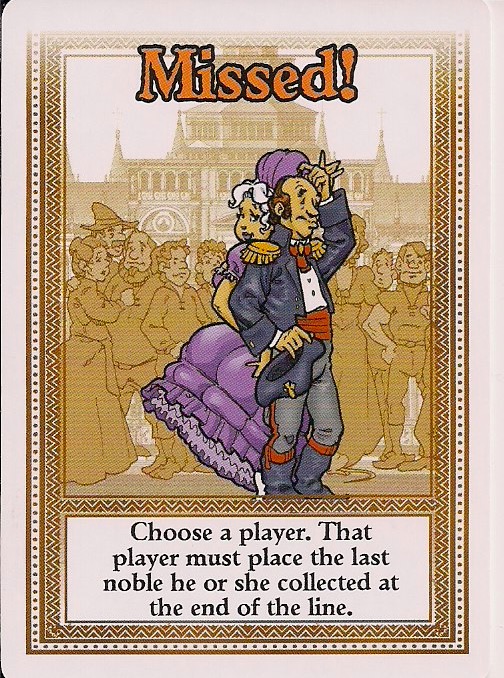 Missed!
Choose a player. That
player must place the last
noble he or she collected at
the end of the line.